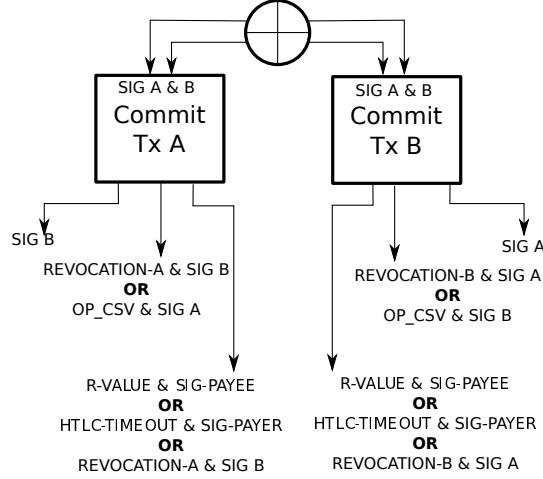 SIG A & B
Commit
Tx A
SIG A & B
Commit
Tx B
SIG B
REVOCATION-A & SIG B
OR
OP_CSV & SIG A
SIG A
REVOCATION-B & SIG A
OR
OP_CSV & SIG B
R-VALUE & SIG-PAYEE
OR
HTLC-TIMEOUT & SIG-PAYER
OR
REVOCATION-A & SIG B
R-VALUE & SIG-PAYEE
OR
HTLC-TIMEOUT & SIG-PAYER
OR
REVOCATION-B & SIG A